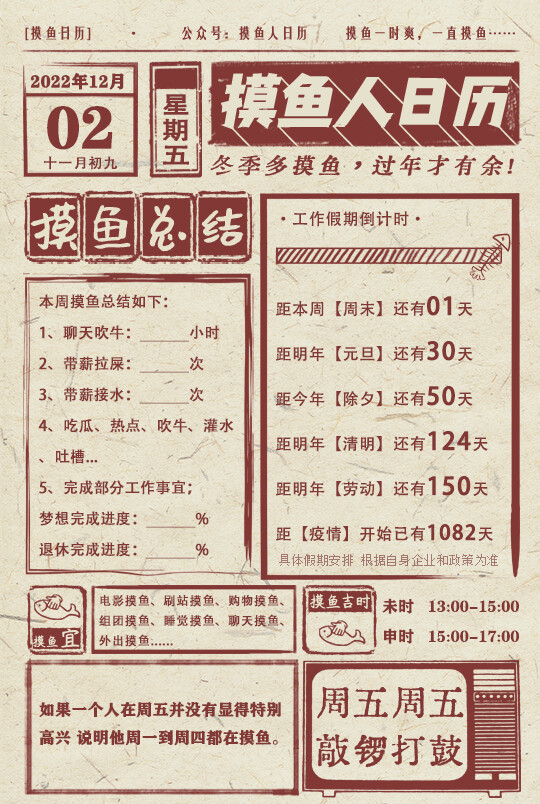 [摸鱼日历] · 公众号：摸鱼人日历 摸鱼一时爽，一直摸鱼……
2022年12月
02
十一月初九
星期五
摸鱼人日历
冬季多摸鱼，过年才有余！
摸鱼总结
本周摸鱼总结如下：
1、聊天吹牛：_____小时
2、带薪拉屎：_____次
3、带薪接水：_____次
4、吃瓜、热点、吹牛、灌水
、吐槽...
5、完成部分工作事宜；
梦想完成进度：_____%
退休完成进度：_____%
·工作假期倒计时·
距本周【周末】还有01天
距明年【元旦】还有30天
距今年【除夕】还有50天
距明年【清明】还有124天
距明年【劳动】还有150天
距【疫情】开始已有1082天
具体假期安排 根据自身企业和政策为准
摸鱼宜
电影摸鱼、刷站摸鱼、购物摸鱼、
组团摸鱼、睡觉摸鱼、聊天摸鱼、
外出摸鱼......
摸鱼吉时
未时 13:00-15:00
申时 15:00-17:00
如果一个人在周五并没有显得特别
高兴 说明他周一到周四都在摸鱼。
周五周五
敲锣打鼓